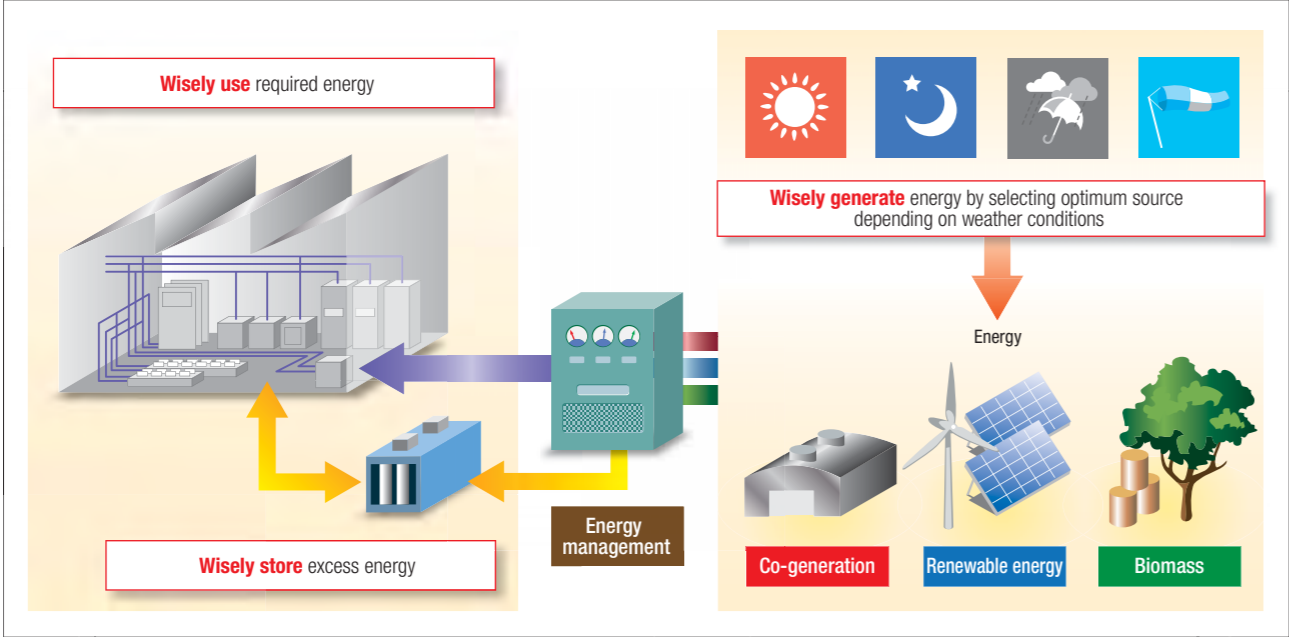 Wisely use required energy
Wisely generate energy by selecting optimum source
depending on weather conditions
Energy
Energy
management
Wisely store excess energy
Co-generation
Renewable energy
Biomass